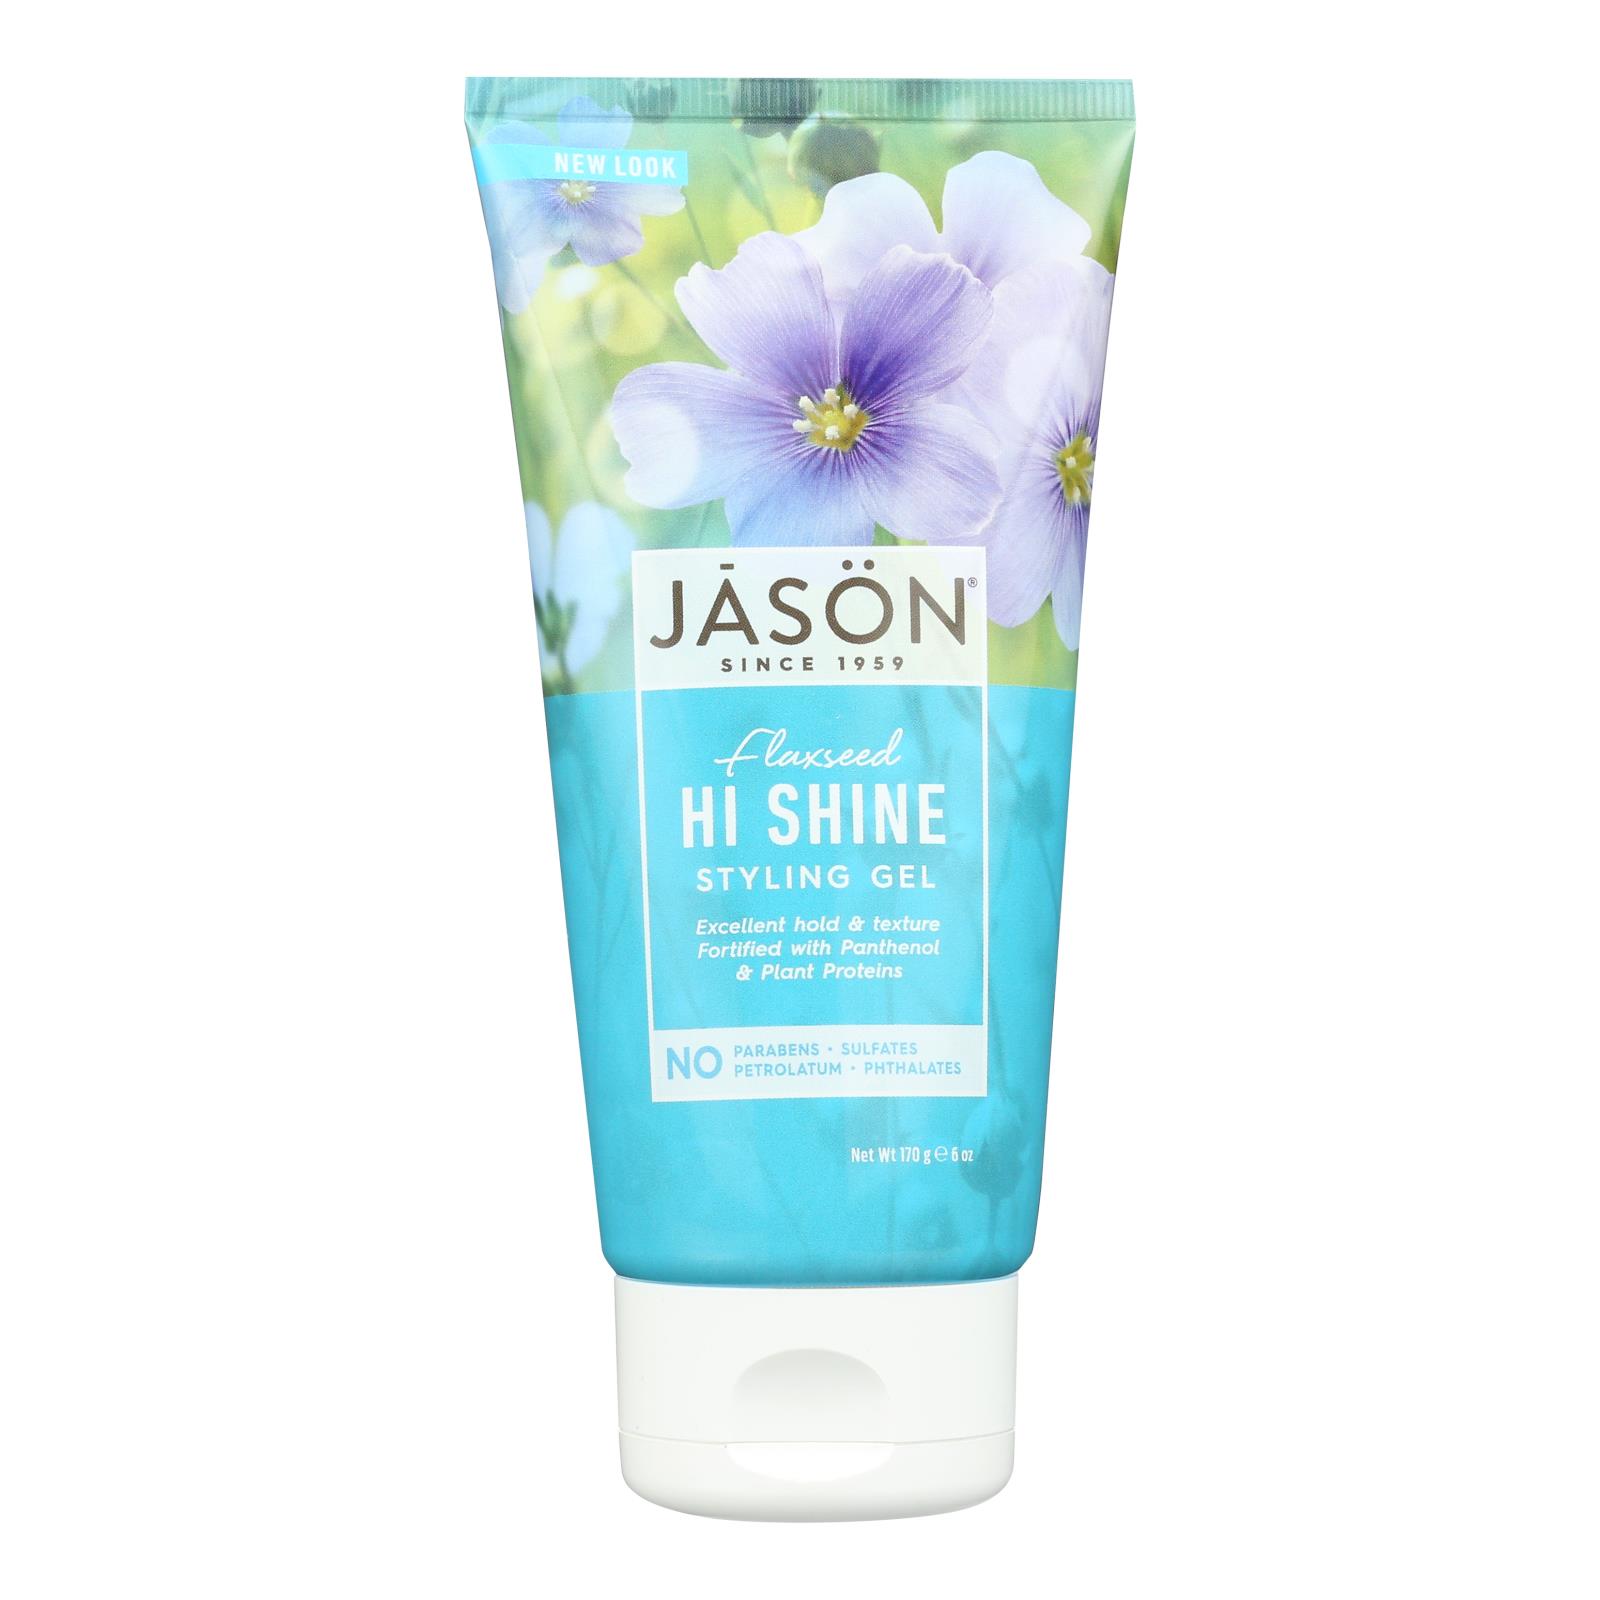 NEW LOOK
JĀSÖN®
SINCE 1959
Flaxseed
HI SHINE
STYLING GEL
Excellent hold & texture
Fortified with Panthenol
& Plant Proteins
NO PARABENS • SULFATES
PETROLATUM • PHTHALATES
Net Wt 170 g ℮ 6 oz